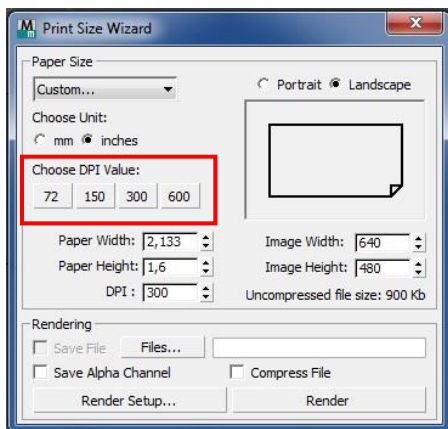 Print Size Wizard
Paper Size
Custom...
Portrait Landscape
Choose Unit:
mm inches
Choose DPI Value:
72 150 300 600
Paper Width: 2,133 Image Width: 640
Paper Height: 1,6 Image Height: 480
DPI : 300 Uncompressed file size: 900 Kb
Rendering
Save File Files...
Save Alpha Channel Compress File
Render Setup... Render